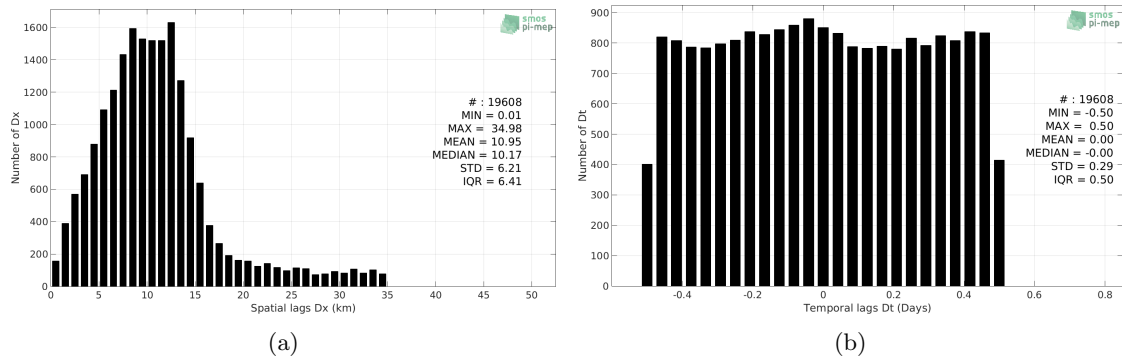 1600
1400
1200
1000
800
600
400
200
0
Number of Dx
0 5 10 15 20 25 30 35 40 45 50
Spatial lags Dx (km)
smos
pi-mep
# : 19608
MIN = 0.01
MAX = 34.98
MEAN = 10.95
MEDIAN = 10.17
STD = 6.21
IQR = 6.41
(a)
900
800
700
600
500
400
300
200
100
0
Number of Dt
-0.4 -0.2 0 0.2 0.4 0.6 0.8
Temporal lags Dt (Days)
smos
pi-mep
# : 19608
MIN = -0.50
MAX = 0.50
MEAN = 0.00
MEDIAN = -0.00
STD = 0.29
IQR = 0.50
(b)